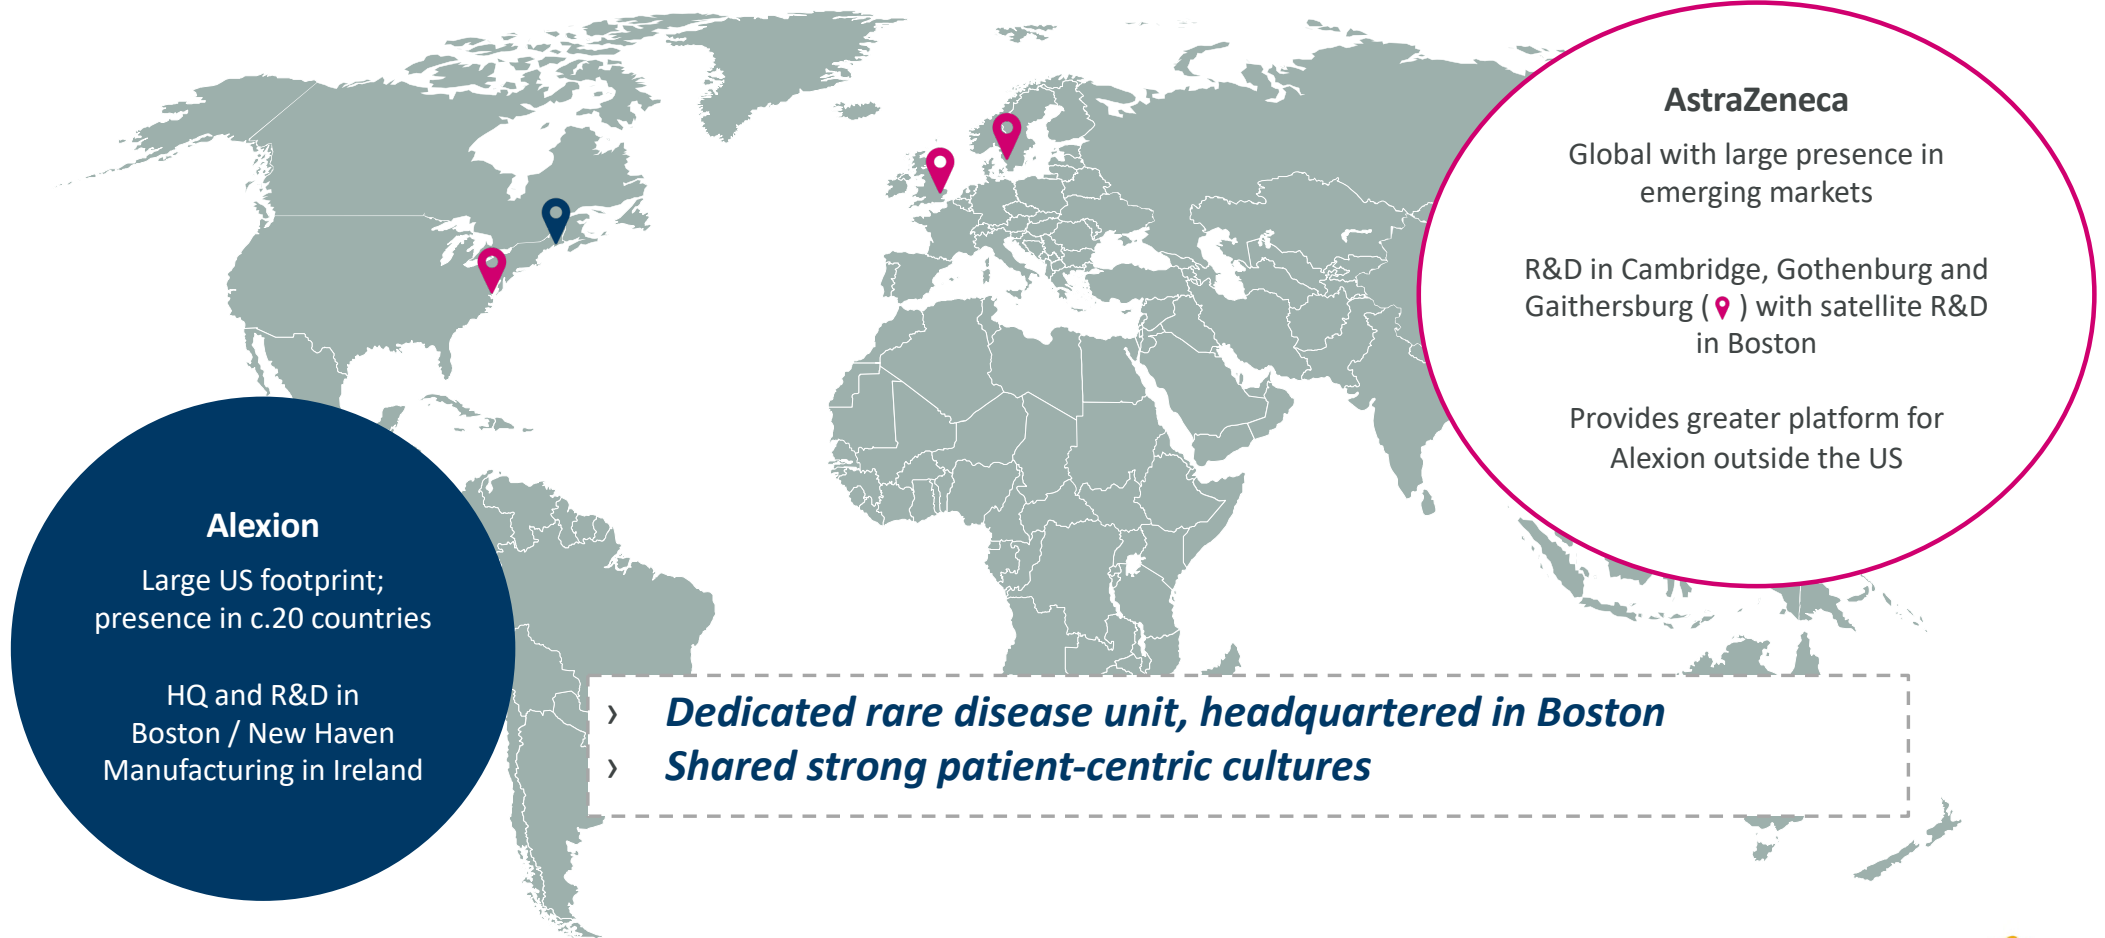 AstraZeneca
Global with large presence in
emerging markets
R&D in Cambridge, Gothenburg and
Gaithersburg ( ) with satellite R&D
in Boston
Provides greater platform for
Alexion outside the US
Alexion
Large US footprint;
presence in c.20 countries
HQ and R&D in
Boston / New Haven
Manufacturing in Ireland
› Dedicated rare disease unit, headquartered in Boston
› Shared strong patient-centric cultures